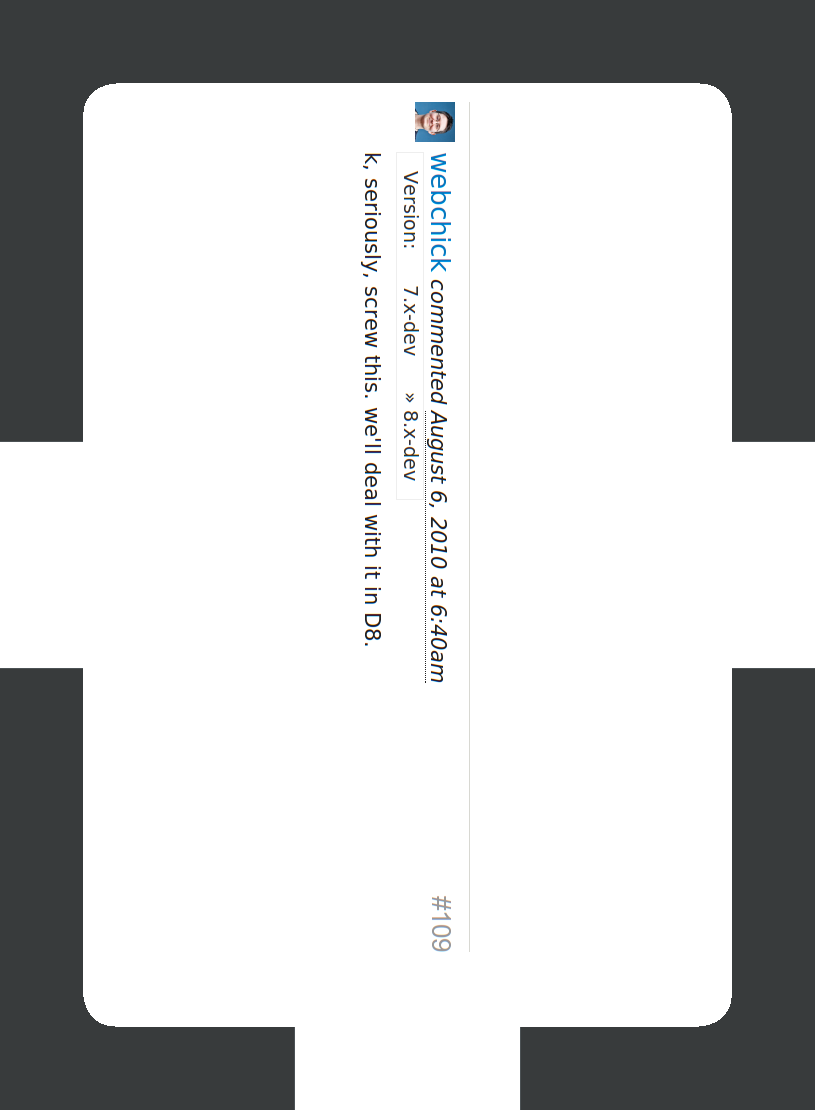 webchick commented August 6, 2010 at 6:40am #109
Version: 7.x-dev » 8.x-dev
k, seriously, screw this. we'll deal with it in D8.